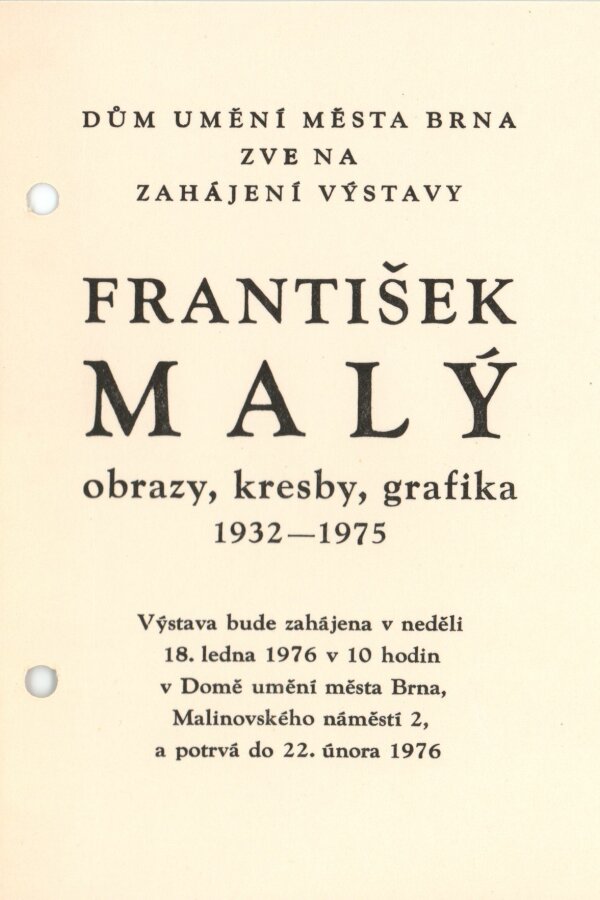 DŮM UMĚNÍ MĚSTA BRNA
ZVE NA
ZAHÁJENÍ VÝSTAVY
FRANTIŠEK
MALÝ
obrazy, kresby, grafika
1932—1975
Výstava bude zahájena v neděli
18. ledna 1976 v 10 hodin
v Domě umění města Brna,
Malinovského náměstí 2,
a potrvá do 22. února 1976